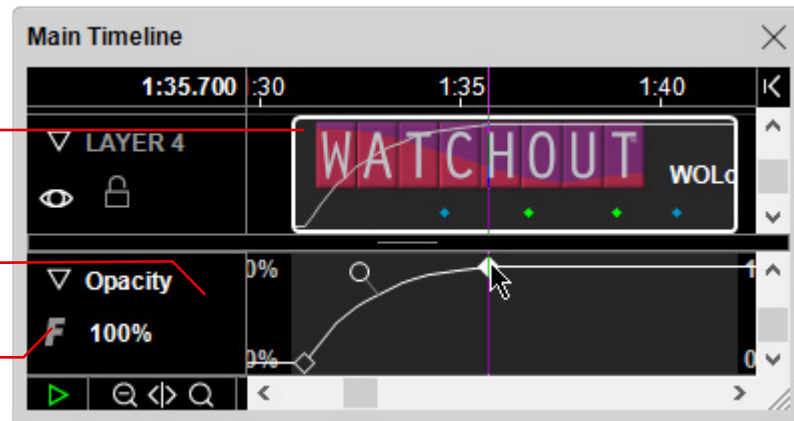 Main Timeline
1:35.700 :30 1:35 1:40
LAYER 4
WATCHOUT
WOLo
Opacity
0% 1
F 100%
0% 0